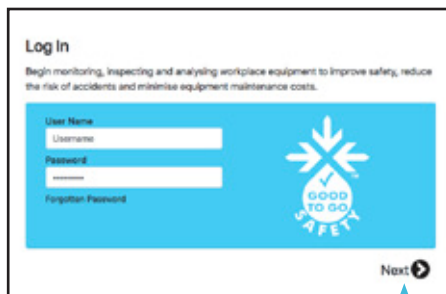 Log In
Begin monitoring, inspecting and analysing workplace equipment to improve safety, reduce
the risk of accidents and minimise equipment maintenance costs.
User Name
Username
Password
Forgotten Password
GOOD
TO GO
SAFETY
TM
Next